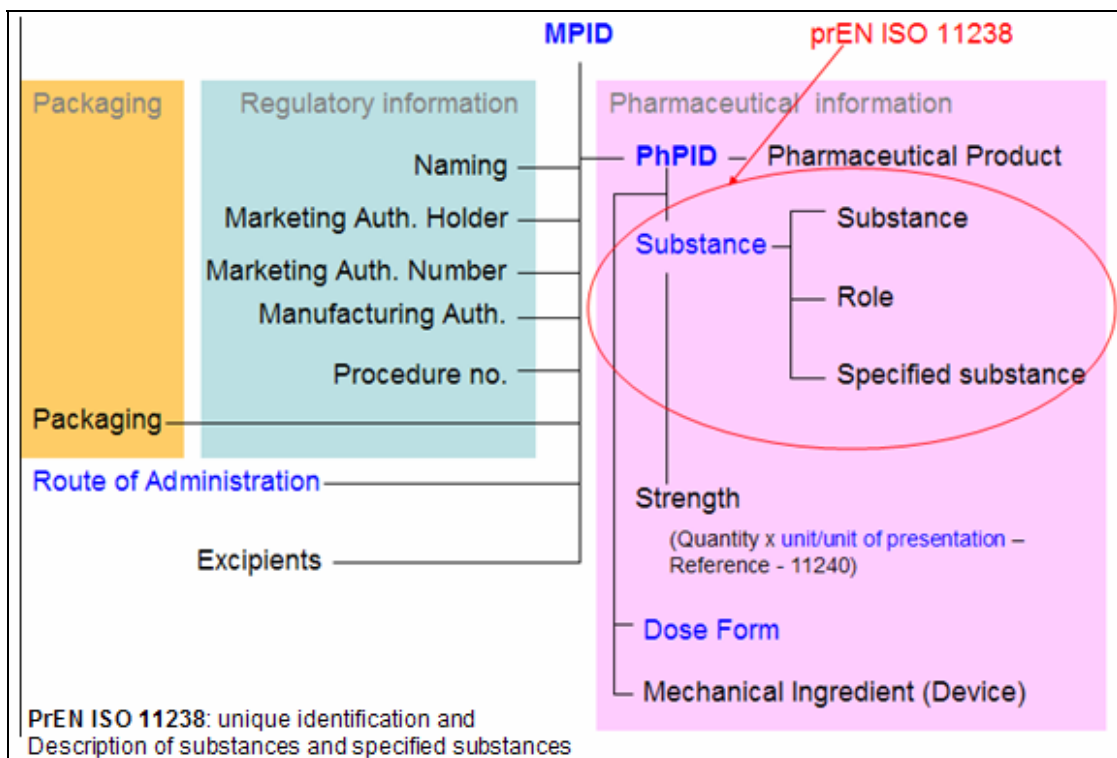 MPID
prEN ISO 11238
Packaging
Regulatory information
Pharmaceutical information
Naming
PhPID
Pharmaceutical Product
Marketing Auth. Holder
Substance
Substance
Marketing Auth. Number
Role
Manufacturing Auth.
Procedure no.
Specified substance
Packaging
Route of Administration
Strength
(Quantity x unit/unit of presentation –
Reference - 11240)
Excipients
Dose Form
Mechanical Ingredient (Device)
PrEN ISO 11238: unique identification and
Description of substances and specified substances